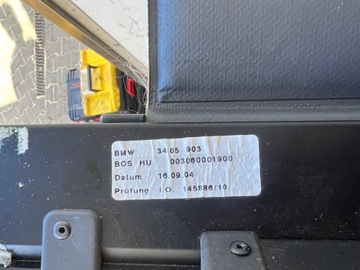 BMW 34 05 903
BOS HU 003060001900
Datum 16.09.04
Prüfung I.O. 145886/10